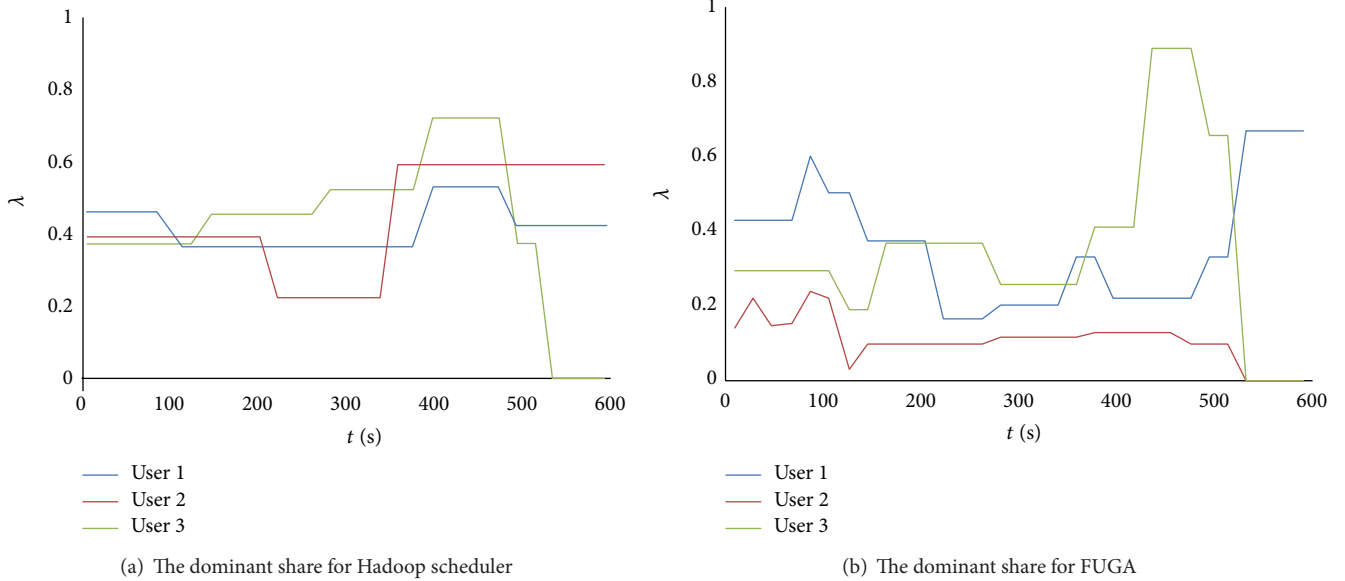 1
0.8
0.6
0.4
0.2
0
λ
0 100 200 300 400 500 600
t (s)
User 1
User 2
User 3
(a) The dominant share for Hadoop scheduler
1
0.8
0.6
0.4
0.2
0
λ
0 100 200 300 400 500 600
t (s)
User 1
User 2
User 3
(b) The dominant share for FUGA